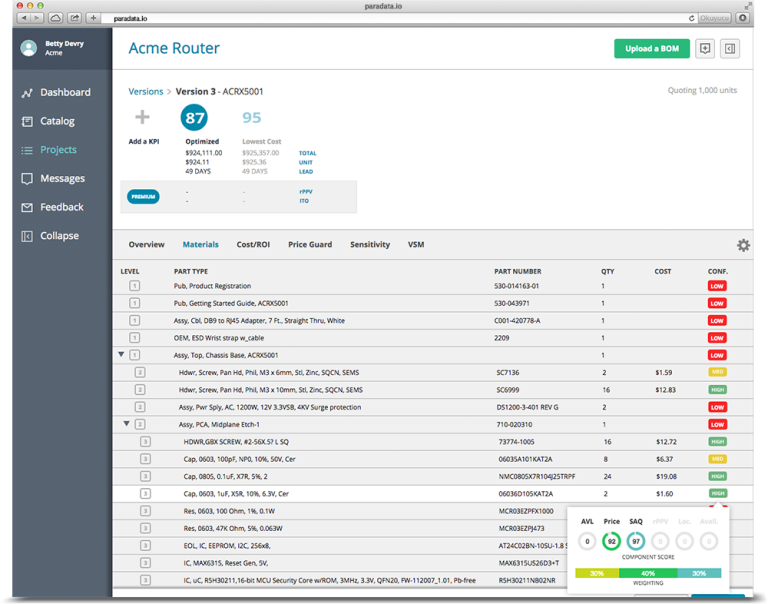 paradata.io
paradata.io
Okuyucu
Betty Devry
Acme
Dashboard
Catalog
Projects
Messages
Feedback
Collapse
Acme Router
Upload a BOM
Versions > Version 3 - ACRX5001
Quoting 1,000 units
87 95
Add a KPI Optimized Lowest Cost
$924,111.00 $925,357.00 TOTAL
$924.11 $925.36 UNIT
49 DAYS 49 DAYS LEAD
PREMIUM
- - rPPV
- - ITO
Overview Materials Cost/ROI Price Guard Sensitivity VSM
LEVEL PART TYPE PART NUMBER QTY COST CONF.
1 Pub, Product Registration 530-014163-01 1 LOW
1 Pub, Getting Started Guide, ACRX5001 530-043971 1 LOW
1 Assy, Cbl, DB9 to RJ45 Adapter, 7 Ft., Straight Thru, White C001-420778-A 1 LOW
1 OEM, ESD Wrist strap w_cable 2209 1 LOW
1 Assy, Top, Chassis Base, ACRX5001 1 LOW
2 Hdwr, Screw, Pan Hd, Phil, M3 x 6mm, Stl, Zinc, SQCN, SEMS SC7136 2 $1.59 MED
2 Hdwr, Screw, Pan Hd, Phil, M3 x 10mm, Stl, Zinc, SQCN, SEMS SC6999 16 $12.83 HIGH
2 Assy, Pwr Sply, AC, 1200W, 12V 3.3VSB, 4KV Surge protection DS1200-3-401 REV G 2 LOW
2 Assy, PCA, Midplane Etch-1 710-020310 1 LOW
3 HDWR,GBX SCREW, #2-56X.5? L SQ 73774-1005 16 $12.72 HIGH
3 Cap, 0603, 100pF, NP0, 10%, 50V, Cer 06035A101KAT2A 8 $6.37 MED
3 Cap, 0805, 0.1uF, X7R, 5%, 2 NMC0805X7R104J25TRPF 24 $19.08 HIGH
3 Cap, 0603, 1uF, X5R, 10%, 6.3V, Cer 06036D105KAT2A 2 $1.60 HIGH
3 Res, 0603, 100 Ohm, 1%, 0.1W MCR03EZPFX1000
3 Res, 0603, 47K Ohm, 5%, 0.063W MCR03EZPJ473
3 EOL, IC, EEPROM, I2C, 256x8, AT24C02BN-10SU-1.8
3 IC, MAX6315, Reset Gen, 5V, MAX6315US26D3+T
3 IC, uC, R5H30211,16-bit MCU Security Core w/ROM, 3MHz, 3.3V, QFN20, FW-112007_1.01, Pb-free R5H30211NB02NR
AVL Price SAQ rPPV Loc. Avail.
0 92 97 0 0 0
COMPONENT SCORE
30% 40% 30%
WEIGHTING